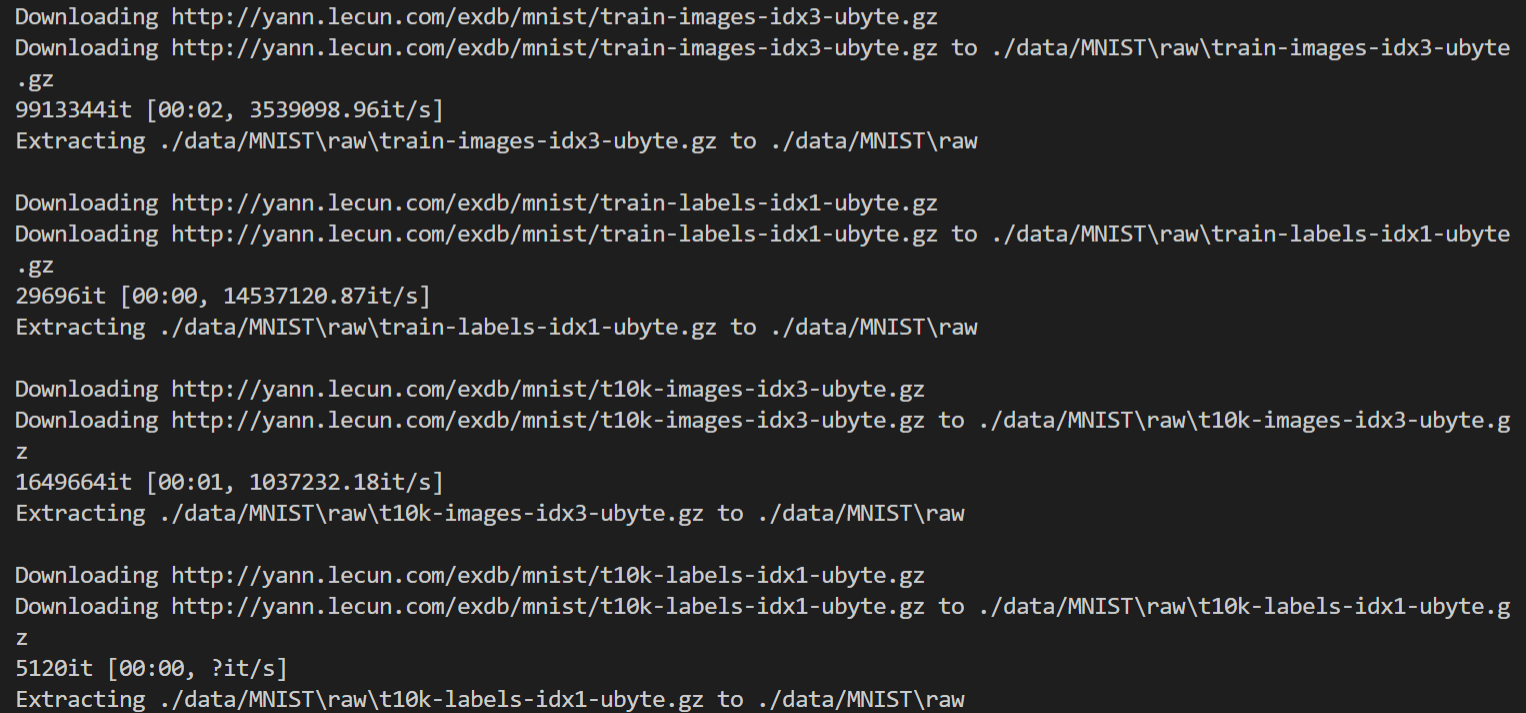 Downloading http://yann.lecun.com/exdb/mnist/train-images-idx3-ubyte.gz
Downloading http://yann.lecun.com/exdb/mnist/train-images-idx3-ubyte.gz to ./data/MNIST\raw\train-images-idx3-ubyte
.gz
9913344it [00:02, 3539098.96it/s]
Extracting ./data/MNIST\raw\train-images-idx3-ubyte.gz to ./data/MNIST\raw
Downloading http://yann.lecun.com/exdb/mnist/train-labels-idx1-ubyte.gz
Downloading http://yann.lecun.com/exdb/mnist/train-labels-idx1-ubyte.gz to ./data/MNIST\raw\train-labels-idx1-ubyte
.gz
29696it [00:00, 14537120.87it/s]
Extracting ./data/MNIST\raw\train-labels-idx1-ubyte.gz to ./data/MNIST\raw
Downloading http://yann.lecun.com/exdb/mnist/t10k-images-idx3-ubyte.gz
Downloading http://yann.lecun.com/exdb/mnist/t10k-images-idx3-ubyte.gz to ./data/MNIST\raw\t10k-images-idx3-ubyte.g
z
1649664it [00:01, 1037232.18it/s]
Extracting ./data/MNIST\raw\t10k-images-idx3-ubyte.gz to ./data/MNIST\raw
Downloading http://yann.lecun.com/exdb/mnist/t10k-labels-idx1-ubyte.gz
Downloading http://yann.lecun.com/exdb/mnist/t10k-labels-idx1-ubyte.gz to ./data/MNIST\raw\t10k-labels-idx1-ubyte.g
z
5120it [00:00, ?it/s]
Extracting ./data/MNIST\raw\t10k-labels-idx1-ubyte.gz to ./data/MNIST\raw